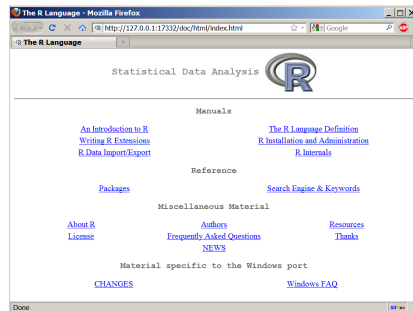 The R Language - Mozilla Firefox
http://127.0.0.1:17332/doc/html/index.html
Google
The R Language
Statistical Data Analysis R
Manuals
An Introduction to R The R Language Definition
Writing R Extensions R Installation and Administration
R Data Import/Export R Internals
Reference
Packages Search Engine & Keywords
Miscellaneous Material
About R Authors Resources
License Frequently Asked Questions Thanks
NEWS
Material specific to the Windows port
CHANGES Windows FAQ
Done